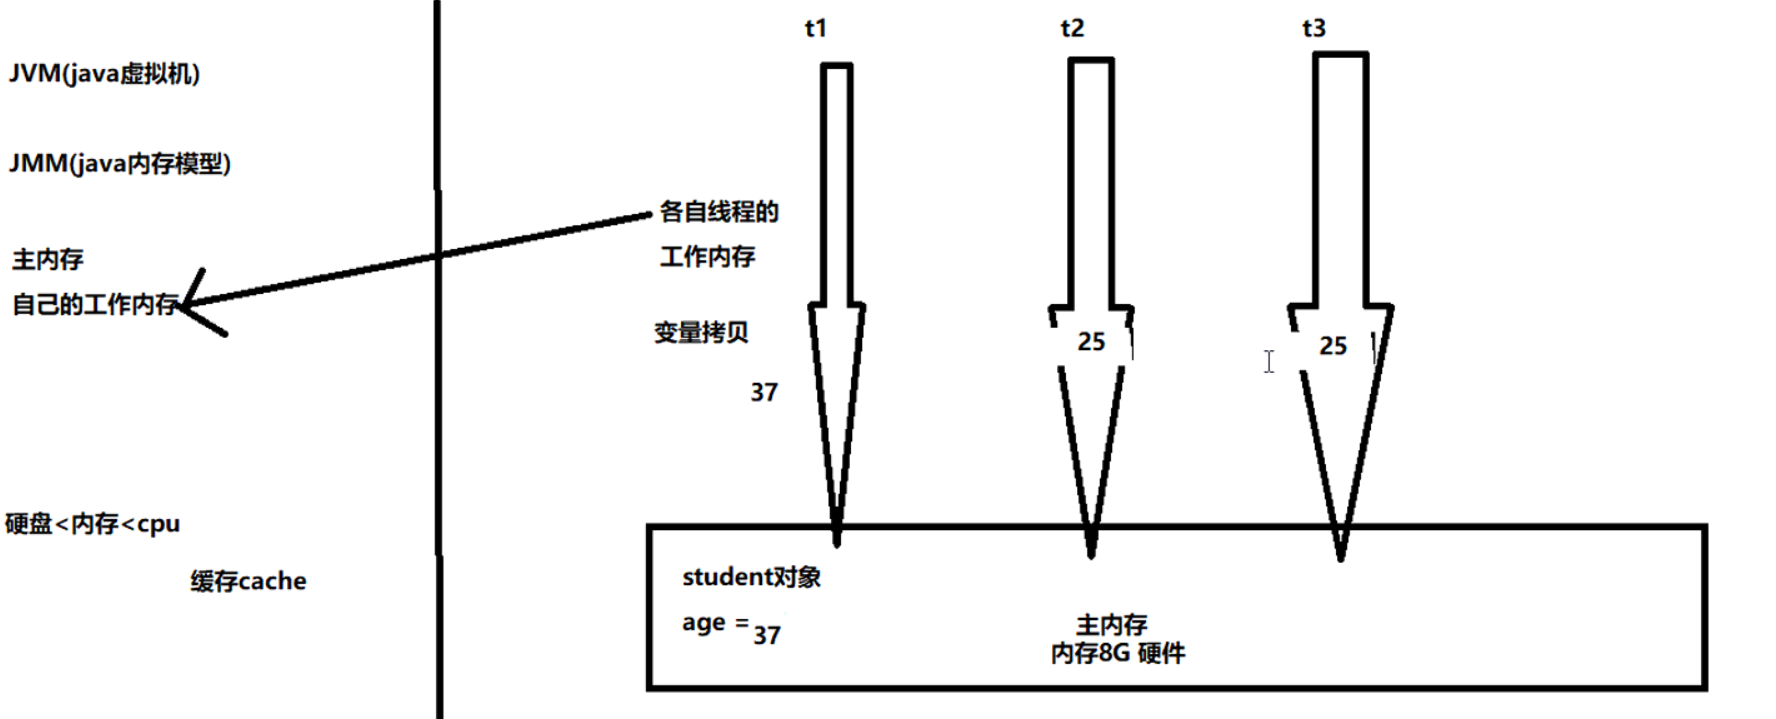 JVM(java虚拟机)
JMM(java内存模型)
主内存
自己的工作内存
硬盘<内存<cpu
缓存cache
t1
t2
t3
各自线程的
工作内存
变量拷贝
37
25
25
student对象
age = 37
主内存
内存8G 硬件